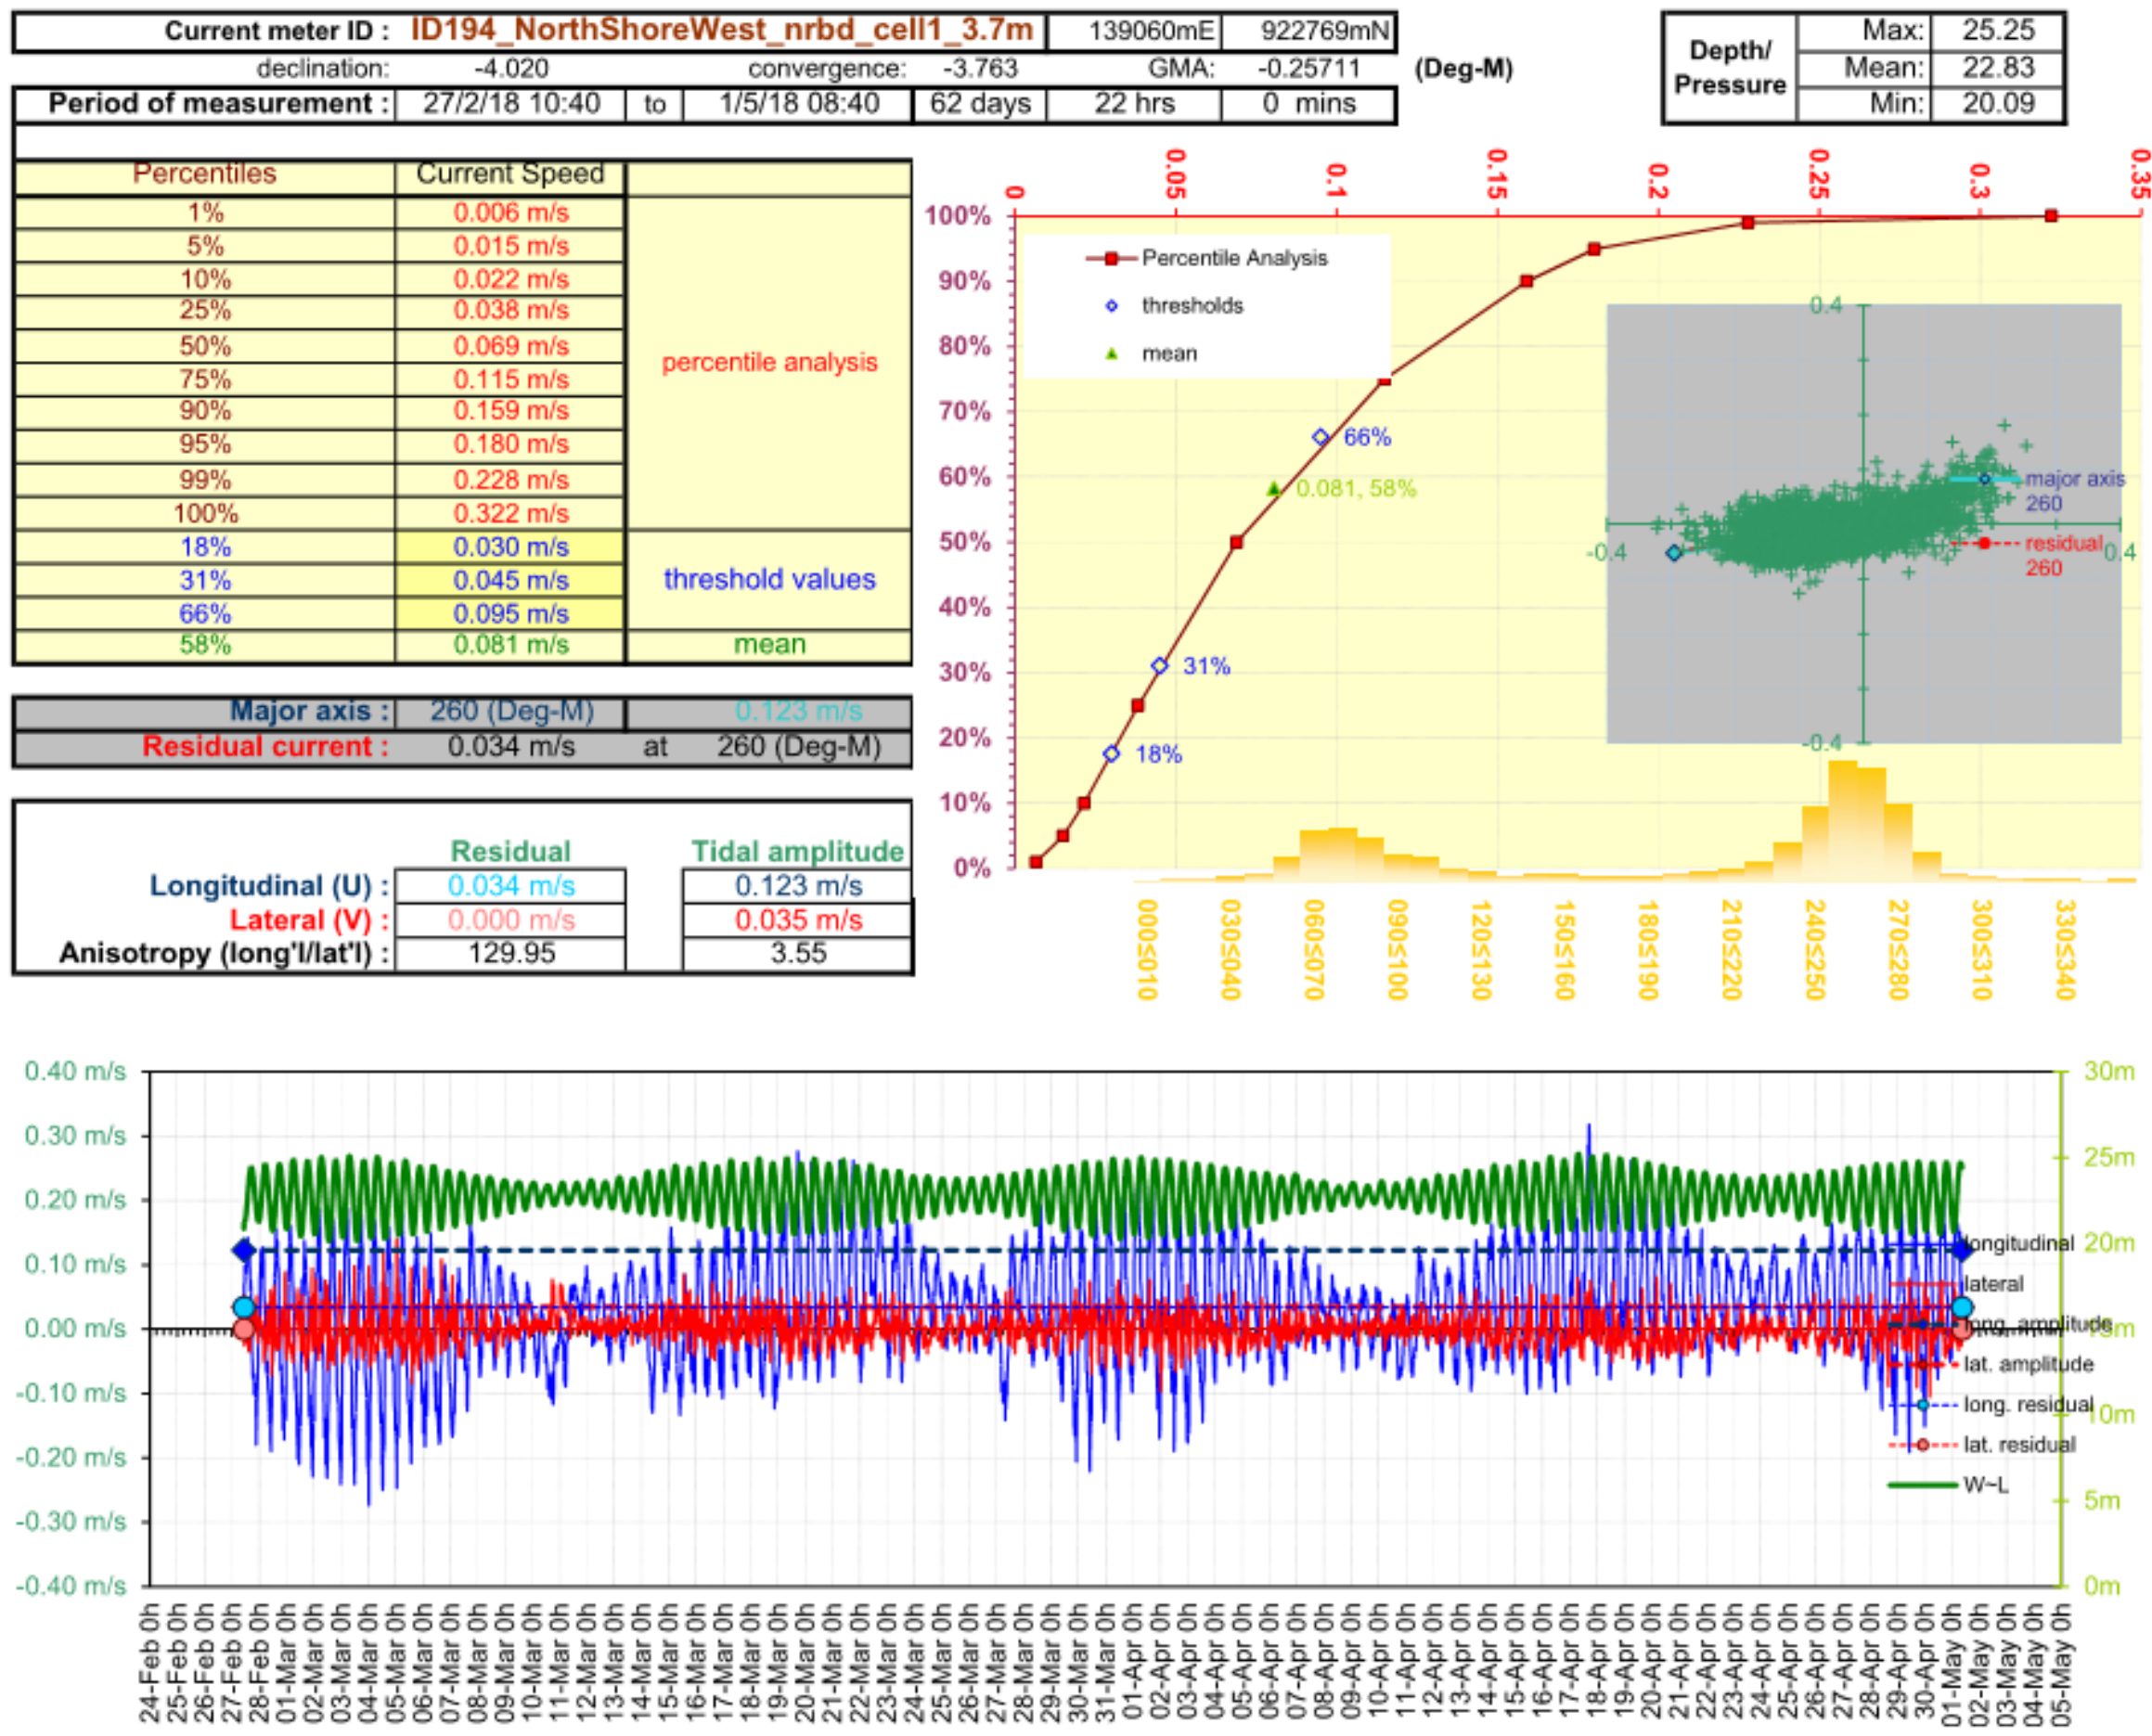 Current meter ID : ID194_NorthShoreWest_nrbd_cell1_3.7m 139060mE 922769mN
declination: -4.020 convergence: -3.763 GMA: -0.25711 (Deg-M)
Period of measurement : 27/2/18 10:40 to 1/5/18 08:40 62 days 22 hrs 0 mins
Depth/ Pressure
Max: 25.25
Mean: 22.83
Min: 20.09
Percentiles Current Speed
1% 0.006 m/s
5% 0.015 m/s
10% 0.022 m/s
25% 0.038 m/s
50% 0.069 m/s
75% 0.115 m/s
90% 0.159 m/s
95% 0.180 m/s
99% 0.228 m/s
100% 0.322 m/s
percentile analysis
18% 0.030 m/s
31% 0.045 m/s
66% 0.095 m/s
threshold values
58% 0.081 m/s mean
Major axis : 260 (Deg-M) 0.123 m/s
Residual current : 0.034 m/s at 260 (Deg-M)
Residual Tidal amplitude
Longitudinal (U) : 0.034 m/s 0.123 m/s
Lateral (V) : 0.000 m/s 0.035 m/s
Anisotropy (long'l/lat'l) : 129.95 3.55
0 0.05 0.1 0.15 0.2 0.25 0.3 0.35
100%
90%
80%
70%
60%
50%
40%
30%
20%
10%
0%
Percentile Analysis
thresholds
mean
66%
0.081, 58%
31%
18%
0.4
-0.4
0.4
-0.4
major axis
260
residual
260
000≤010 030≤040 060≤070 090≤100 120≤130 150≤160 180≤190 210≤220 240≤250 270≤280 300≤310 330≤340
0.40 m/s
0.30 m/s
0.20 m/s
0.10 m/s
0.00 m/s
-0.10 m/s
-0.20 m/s
-0.30 m/s
-0.40 m/s
30m
25m
20m
15m
10m
5m
0m
longitudinal
lateral
long. amplitude
lat. amplitude
long. residual
lat. residual
W~L
24-Feb 0h
25-Feb 0h
26-Feb 0h
27-Feb 0h
28-Feb 0h
01-Mar 0h
02-Mar 0h
03-Mar 0h
04-Mar 0h
05-Mar 0h
06-Mar 0h
07-Mar 0h
08-Mar 0h
09-Mar 0h
10-Mar 0h
11-Mar 0h
12-Mar 0h
13-Mar 0h
14-Mar 0h
15-Mar 0h
16-Mar 0h
17-Mar 0h
18-Mar 0h
19-Mar 0h
20-Mar 0h
21-Mar 0h
22-Mar 0h
23-Mar 0h
24-Mar 0h
25-Mar 0h
26-Mar 0h
27-Mar 0h
28-Mar 0h
29-Mar 0h
30-Mar 0h
31-Mar 0h
01-Apr 0h
02-Apr 0h
03-Apr 0h
04-Apr 0h
05-Apr 0h
06-Apr 0h
07-Apr 0h
08-Apr 0h
09-Apr 0h
10-Apr 0h
11-Apr 0h
12-Apr 0h
13-Apr 0h
14-Apr 0h
15-Apr 0h
16-Apr 0h
17-Apr 0h
18-Apr 0h
19-Apr 0h
20-Apr 0h
21-Apr 0h
22-Apr 0h
23-Apr 0h
24-Apr 0h
25-Apr 0h
26-Apr 0h
27-Apr 0h
28-Apr 0h
29-Apr 0h
30-Apr 0h
01-May 0h
02-May 0h
03-May 0h
04-May 0h
05-May 0h